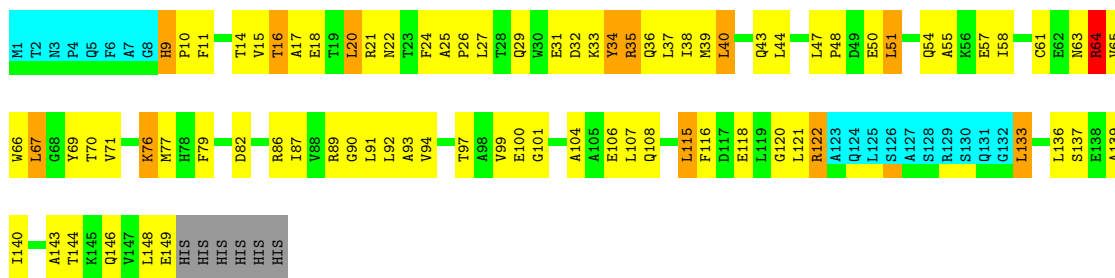 M1 T2 N3 P4 Q5 F6 A7 G8 H9 P10 F11 T14 V15 T16 A17 E18 T19 L20 R21 N22 T23 F24 A25 P26 L27 T28 Q29 W30 E31 D32 K33 Y34 R35 Q36 L37 I38 M39 L40 Q43 L44 L47 P48 D49 E50 L51 Q54 A55 K56 E57 I58 C61 E62 N63 R64 V65
W66 L67 G68 Y69 T70 V71 K76 M77 H78 F79 D82 R86 I87 V88 R89 G90 L91 L92 A93 V94 T97 A98 V99 E100 G101 A104 A105 E106 L107 Q108 L115 F116 D117 E118 L119 G120 L121 R122 A123 Q124 L125 S126 A127 S128 R129 S130 Q131 G132 L133 L136 S137 E138 A139
I140 A143 T144 K145 Q146 V147 L148 E149 HIS HIS HIS HIS HIS HIS